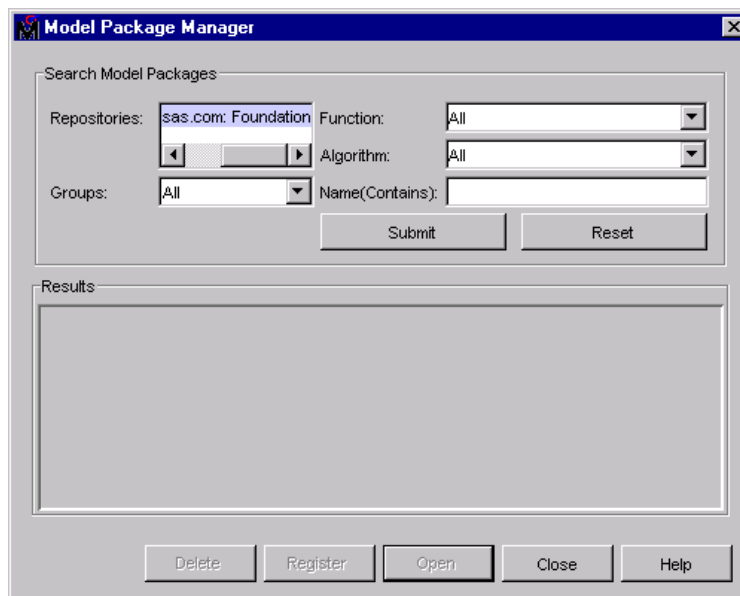 Model Package Manager
Search Model Packages
Repositories: sas.com: Foundation Function: All
Algorithm: All
Groups: All Name(Contains):
Submit Reset
Results
Delete Register Open Close Help